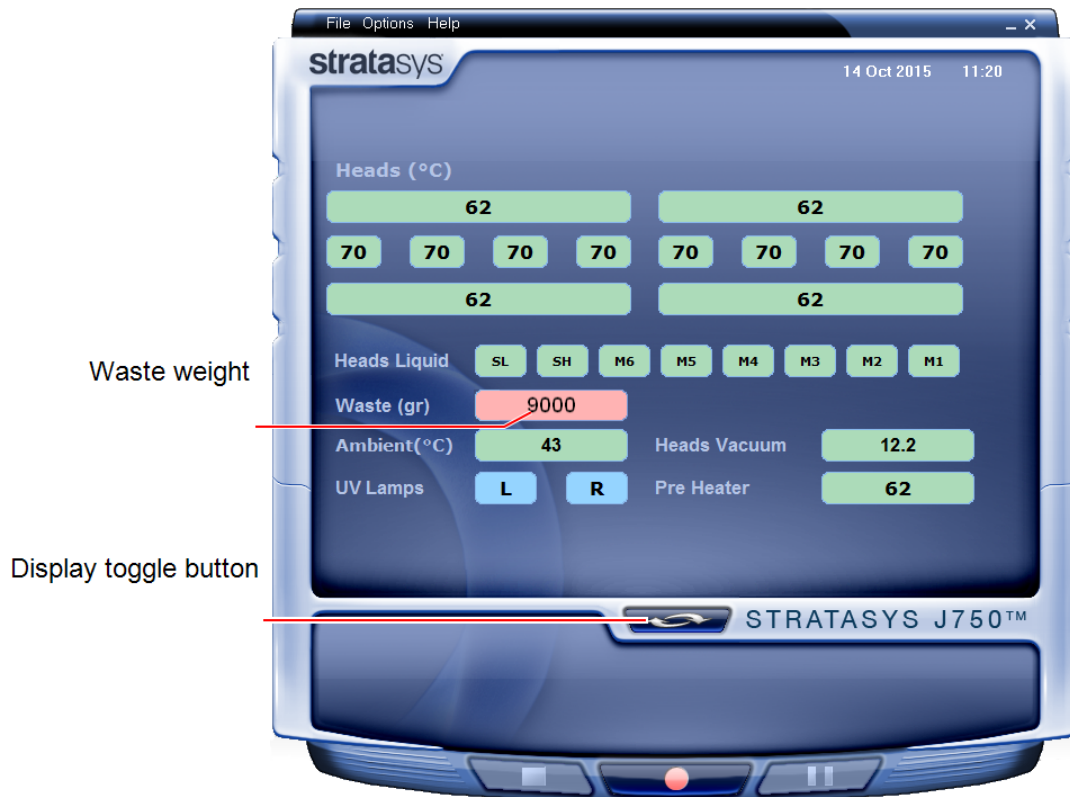 File Options Help
stratasys
14 Oct 2015 11:20
Heads (°C)
62 62
70 70 70 70 70 70 70 70
62 62
Heads Liquid SL SH M6 M5 M4 M3 M2 M1
Waste weight
Waste (gr) 9000
Ambient(°C) 43 Heads Vacuum 12.2
UV Lamps L R Pre Heater 62
Display toggle button
STRATASYS J750™